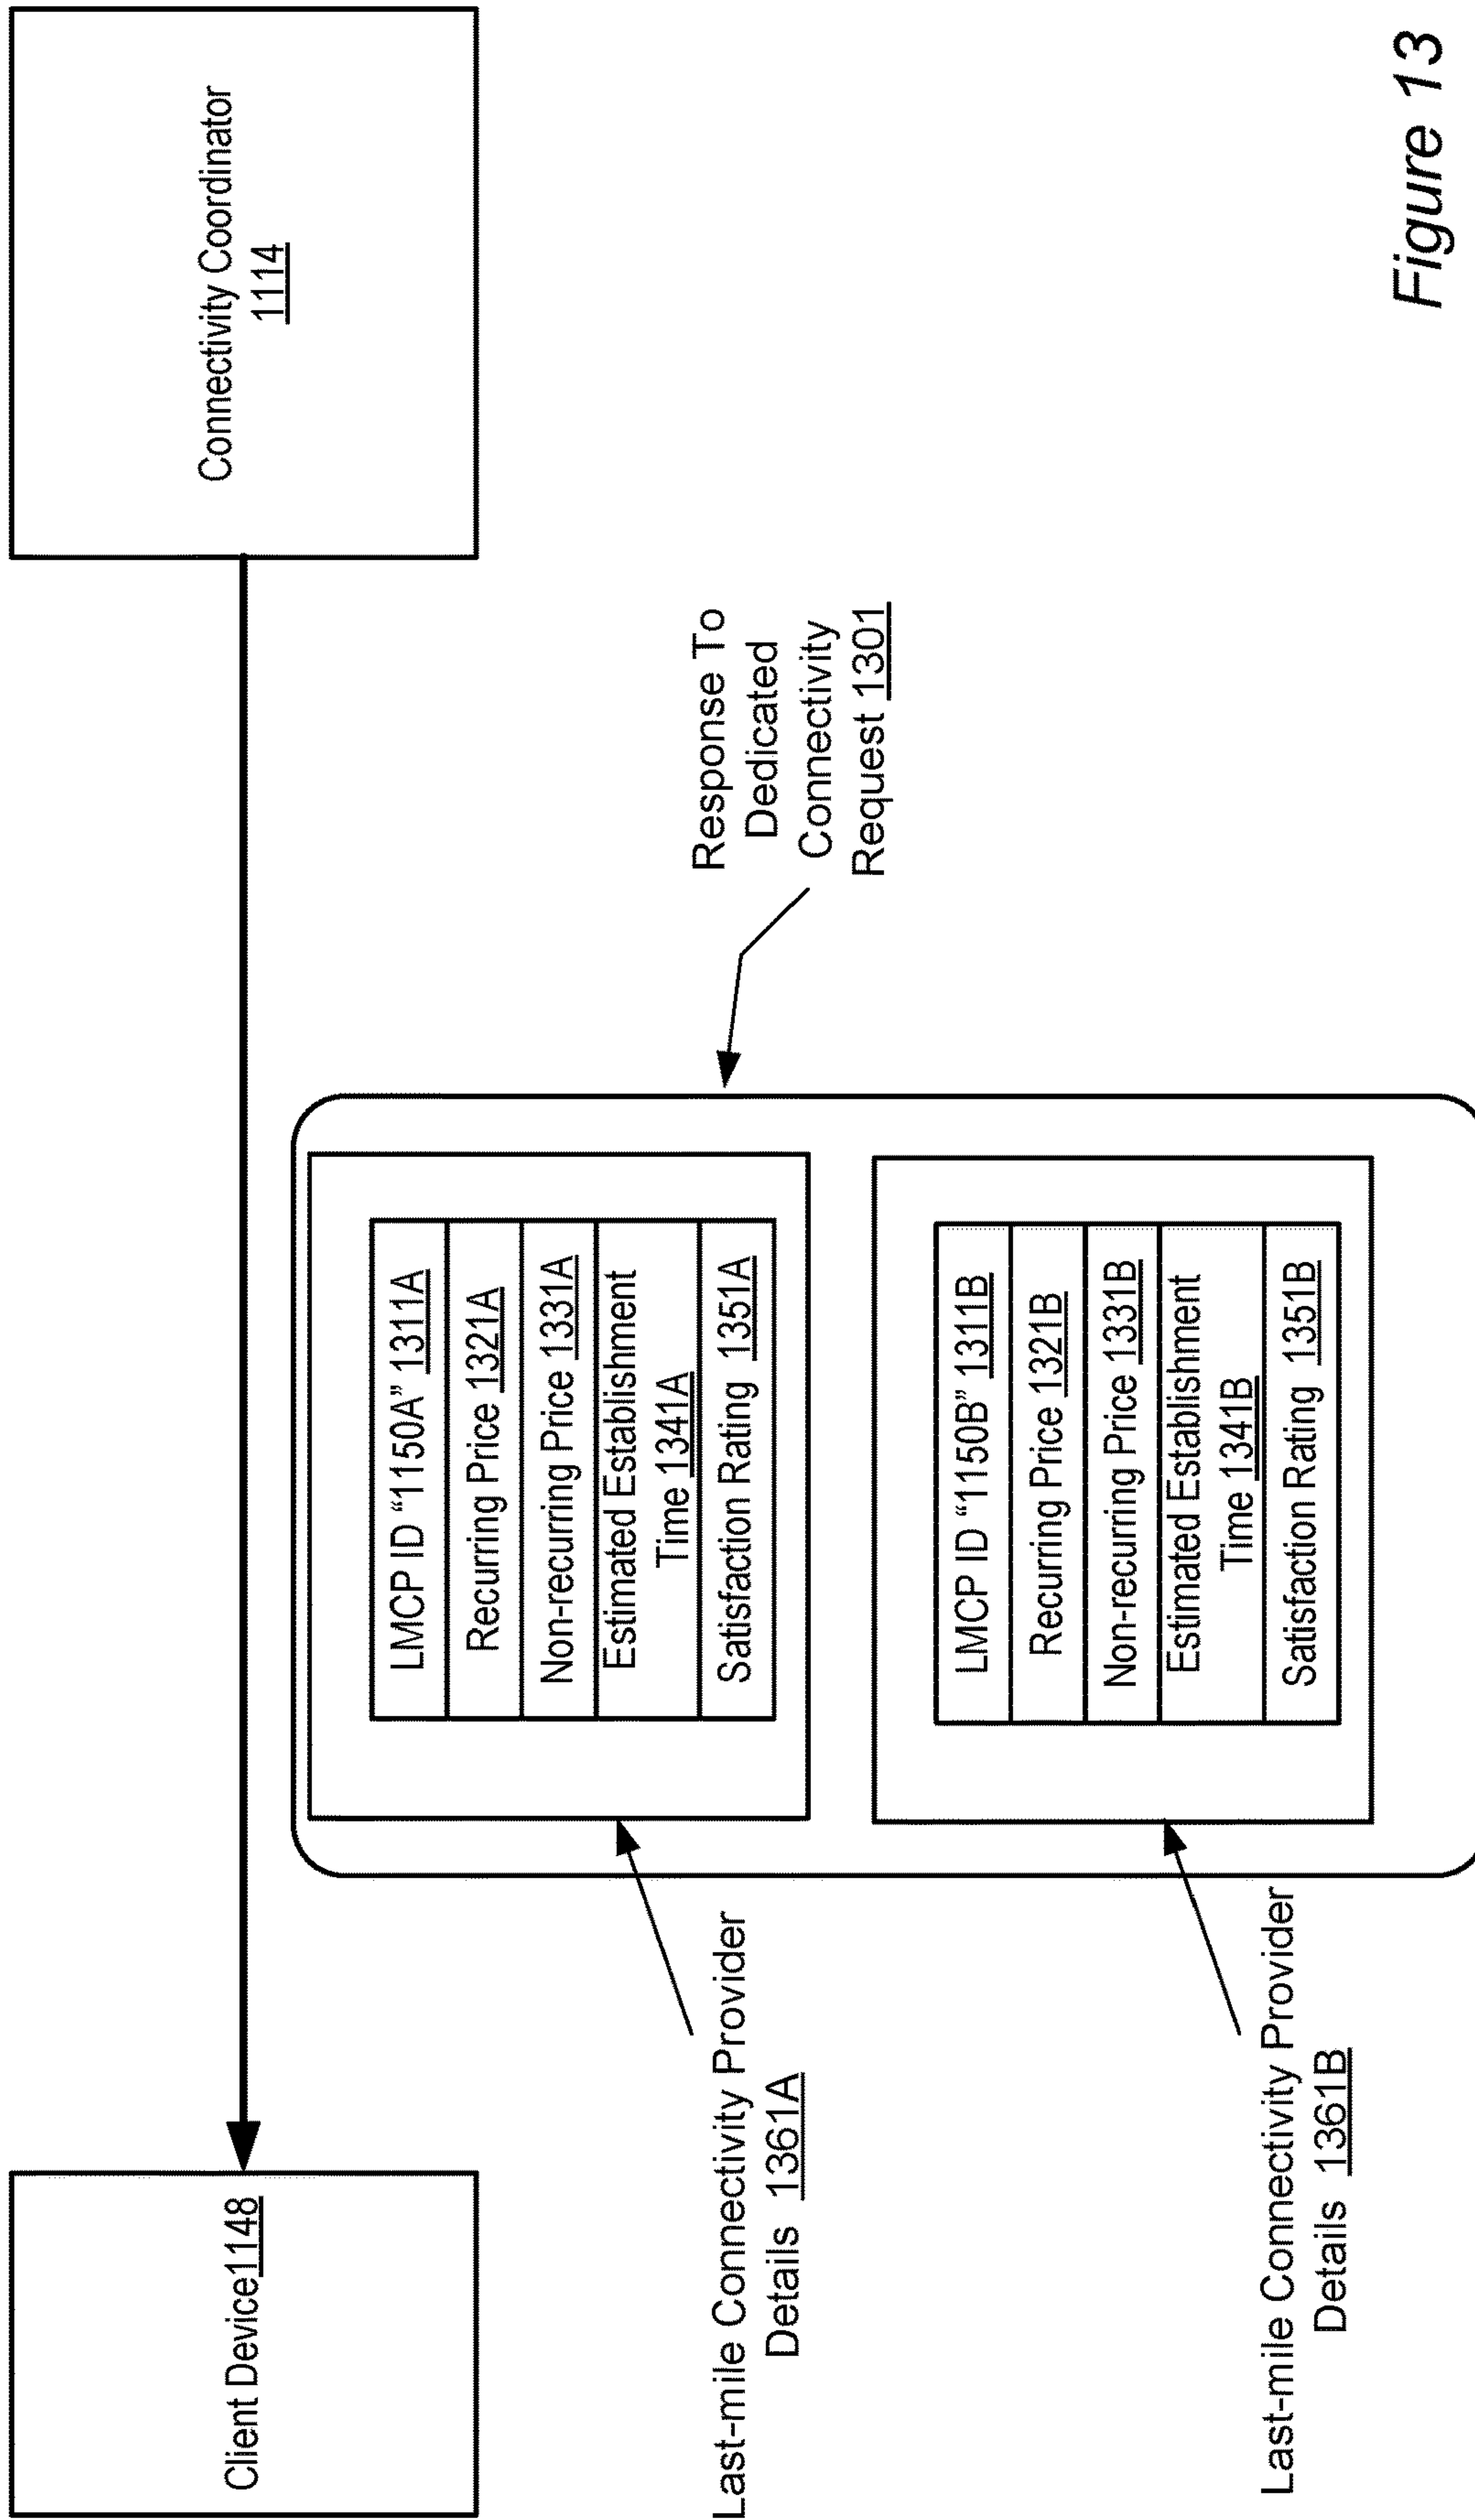 Client Device1148
Connectivity Coordinator
1114
Response To
Dedicated
Connectivity
Request 1301
LMCP ID “1150A” 1311A
Recurring Price 1321A
Non-recurring Price 1331A
Estimated Establishment
Time 1341A
Satisfaction Rating 1351A
Last-mile Connectivity Provider
Details 1361A
LMCP ID “1150B” 1311B
Recurring Price 1321B
Non-recurring Price 1331B
Estimated Establishment
Time 1341B
Satisfaction Rating 1351B
Last-mile Connectivity Provider
Details 1361B
Figure 13